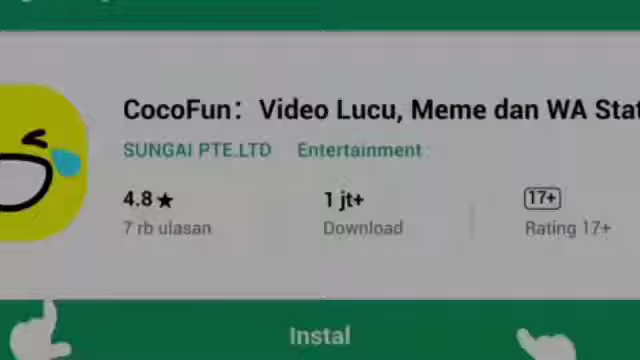 CocoFun：Video Lucu, Meme dan WA Stat
SUNGAI PTE.LTD Entertainment
4.8★ 1 jt+ 17+
7 rb ulasan Download Rating 17+
Instal